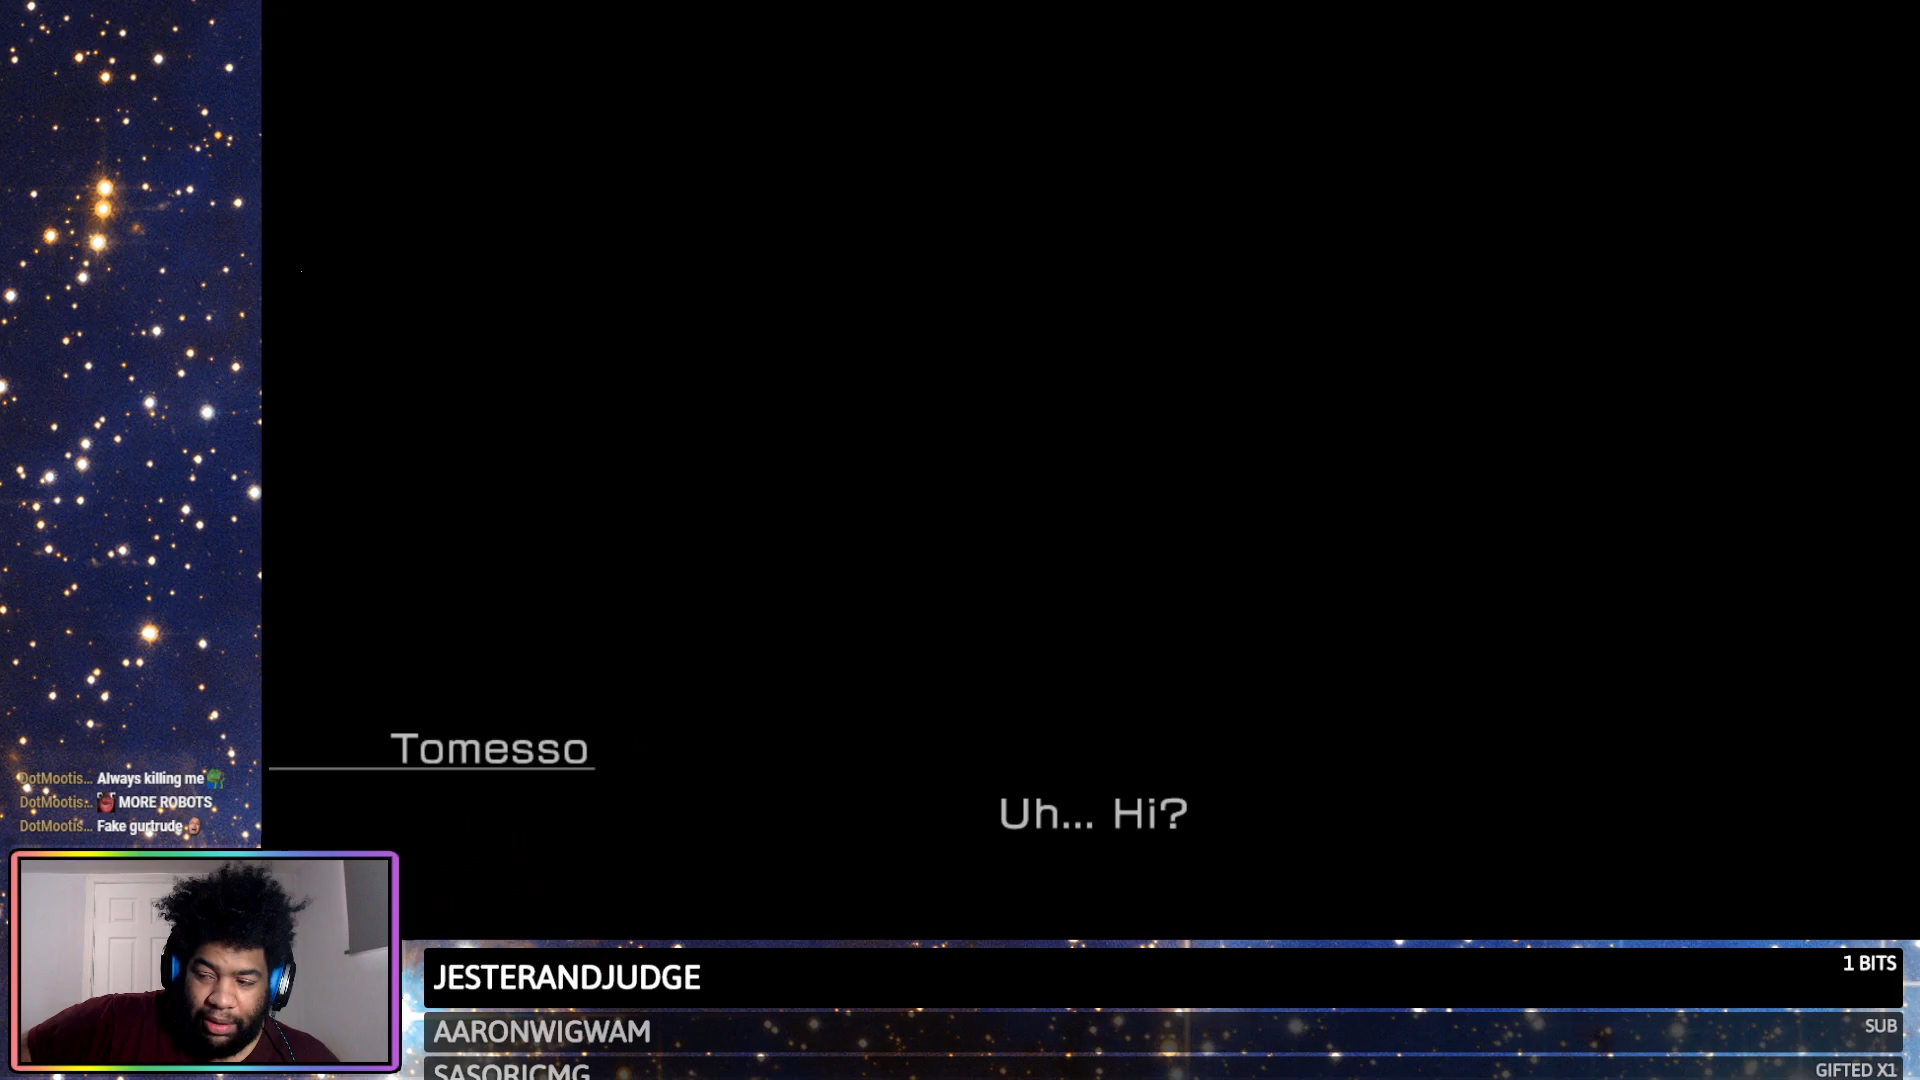 Tomesso
Uh... Hi?
DotMootis... Always killing me
DotMootis... MORE ROBOTS
DotMootis... Fake gurtrude
JESTERANDJUDGE
1 BITS
AARONWIGWAM
SUB
SASORICMG
GIFTED X1